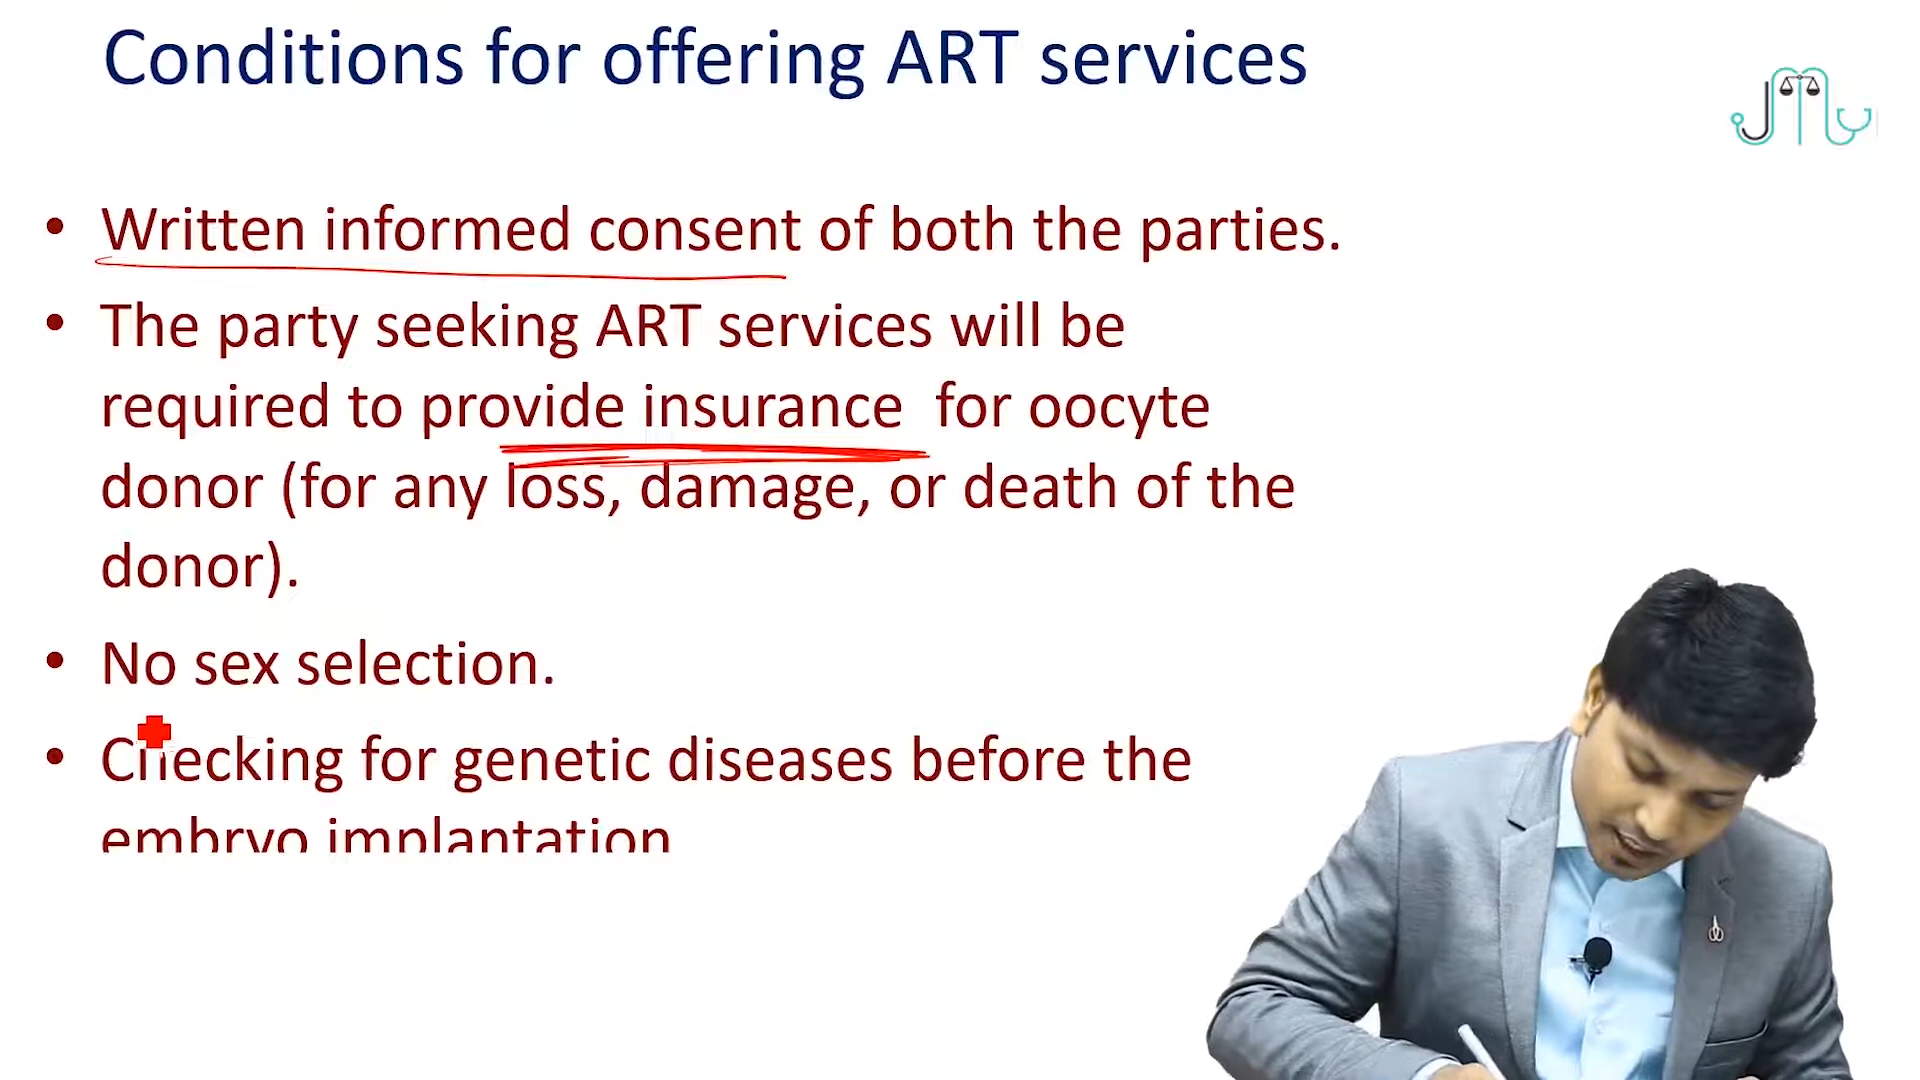 Conditions for offering ART services
• Written informed consent of both the parties.
• The party seeking ART services will be
required to provide insurance for oocyte
donor (for any loss, damage, or death of the
donor).
• No sex selection.
• Checking for genetic diseases before the
embryo implantation